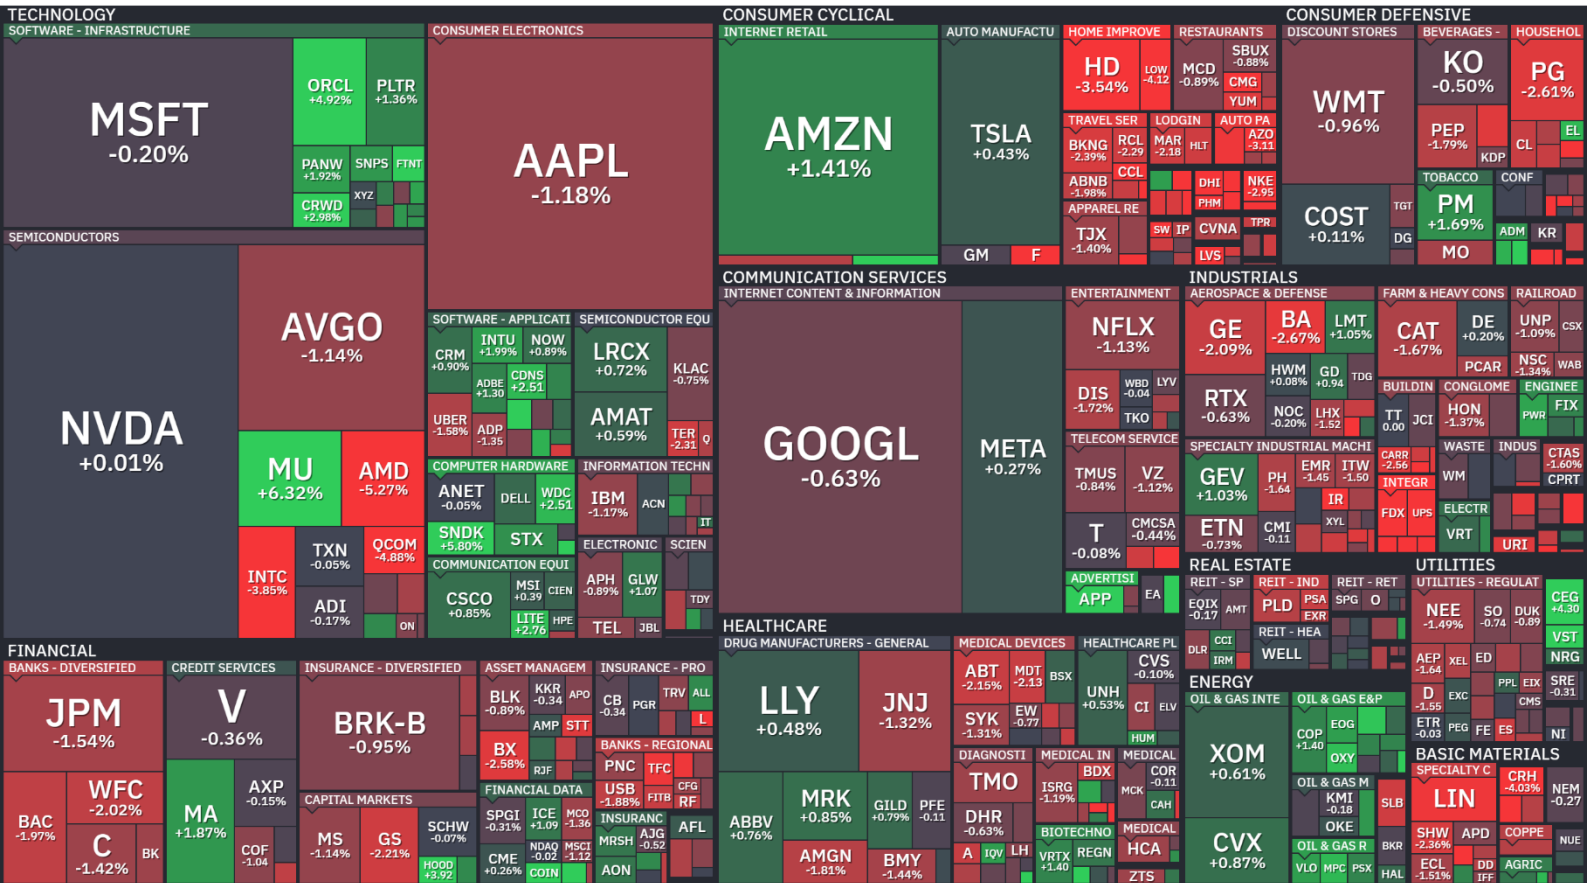 TECHNOLOGY
SOFTWARE - INFRASTRUCTURE
MSFT
-0.20%
ORCL
+4.92%
PLTR
+1.36%
PANW
+1.92%
SNPS
FTNT
CRWD
+2.98%
XYZ
CONSUMER ELECTRONICS
AAPL
-1.18%
SEMICONDUCTORS
NVDA
+0.01%
AVGO
-1.14%
MU
+6.32%
AMD
-5.27%
INTC
-3.85%
TXN
-0.05%
QCOM
-4.88%
ADI
-0.17%
ON
SOFTWARE - APPLICATI
CRM
+0.90%
INTU
+1.99%
NOW
+0.89%
ADBE
+1.30
CDNS
+2.51
UBER
-1.58%
ADP
-1.35
SEMICONDUCTOR EQU
LRCX
+0.72%
KLAC
-0.75%
AMAT
+0.59%
TER
-2.31
Q
COMPUTER HARDWARE
ANET
-0.05%
DELL
WDC
+2.51
SNDK
+5.80%
STX
INFORMATION TECHN
IBM
-1.17%
ACN
IT
COMMUNICATION EQUI
CSCO
+0.85%
MSI
+0.39
CIEN
LITE
+2.76
HPE
ELECTRONIC
APH
-0.89%
GLW
+1.07
TEL
JBL
SCIEN
TDY
CONSUMER CYCLICAL
INTERNET RETAIL
AMZN
+1.41%
AUTO MANUFACTU
TSLA
+0.43%
GM
F
HOME IMPROVE
HD
-3.54%
LOW
-4.12
RESTAURANTS
MCD
-0.89%
SBUX
-0.88%
CMG
YUM
TRAVEL SER
BKNG
-2.39%
RCL
-2.29
ABNB
-1.98%
CCL
LODGIN
MAR
-2.18
HLT
AUTO PA
AZO
-3.11
DHI
PHM
NKE
-2.95
APPAREL RE
TJX
-1.40%
SW
IP
CVNA
LVS
TPR
CONSUMER DEFENSIVE
DISCOUNT STORES
WMT
-0.96%
COST
+0.11%
TGT
DG
BEVERAGES -
KO
-0.50%
PEP
-1.79%
KDP
HOUSEHOL
PG
-2.61%
CL
EL
TOBACCO
PM
+1.69%
MO
CONF
ADM
KR
COMMUNICATION SERVICES
INTERNET CONTENT & INFORMATION
GOOGL
-0.63%
META
+0.27%
ENTERTAINMENT
NFLX
-1.13%
DIS
-1.72%
WBD
-0.04
LYV
TKO
TELECOM SERVICE
TMUS
-0.84%
VZ
-1.12%
T
-0.08%
CMCSA
-0.44%
ADVERTISI
APP
EA
INDUSTRIALS
AEROSPACE & DEFENSE
GE
-2.09%
BA
-2.67%
LMT
+1.05%
RTX
-0.63%
HWM
+0.08%
GD
+0.94
TDG
NOC
-0.20%
LHX
-1.52
FARM & HEAVY CONS
CAT
-1.67%
DE
+0.20%
PCAR
RAILROAD
UNP
-1.09%
CSX
NSC
-1.34%
WAB
BUILDIN
TT
0.00
JCI
CARR
-2.56
CONGLOME
HON
-1.37%
ENGINEE
PWR
FIX
SPECIALTY INDUSTRIAL MACHI
GEV
+1.03%
PH
-1.64
EMR
-1.45
ITW
-1.50
IR
ETN
-0.73%
CMI
-0.11
XYL
INTEGR
FDX
UPS
WASTE
WM
INDUS
CTAS
-1.60%
CPRT
ELECTR
VRT
URI
FINANCIAL
BANKS - DIVERSIFIED
JPM
-1.54%
BAC
-1.97%
WFC
-2.02%
C
-1.42%
BK
CREDIT SERVICES
V
-0.36%
MA
+1.87%
AXP
-0.15%
COF
-1.04
INSURANCE - DIVERSIFIED
BRK-B
-0.95%
CAPITAL MARKETS
MS
-1.14%
GS
-2.21%
SCHW
-0.07%
HOOD
+3.92
ASSET MANAGEM
BLK
-0.89%
KKR
-0.34
APO
AMP
STT
BX
-2.58%
RJF
FINANCIAL DATA
SPGI
-0.31%
ICE
+1.09
MCO
-1.36
CME
+0.26%
NDAQ
-0.02
MSCI
-1.12
COIN
INSURANCE - PRO
CB
-0.34
PGR
TRV
ALL
L
BANKS - REGIONAL
PNC
TFC
USB
-1.88%
FITB
CFG
RF
INSURANC
MRSH
AJG
-0.52
AON
AFL
HEALTHCARE
DRUG MANUFACTURERS - GENERAL
LLY
+0.48%
JNJ
-1.32%
ABBV
+0.76%
MRK
+0.85%
GILD
+0.79%
PFE
-0.11
AMGN
-1.81%
BMY
-1.44%
MEDICAL DEVICES
ABT
-2.15%
MDT
-2.13
BSX
SYK
-1.31%
EW
-0.77
HEALTHCARE PL
UNH
+0.53%
CVS
-0.10%
CI
ELV
HUM
DIAGNOSTI
TMO
DHR
-0.63%
A
IQV
LH
MEDICAL IN
ISRG
-1.19%
BDX
MEDICAL
MCK
COR
-0.11
CAH
BIOTECHNO
VRTX
+1.40
REGN
MEDICAL
HCA
ZTS
REAL ESTATE
REIT - SP
EQIX
-0.17
AMT
DLR
CCI
IRM
REIT - IND
PLD
PSA
EXR
REIT - HEA
WELL
REIT - RET
SPG
O
ENERGY
OIL & GAS INTE
XOM
+0.61%
CVX
+0.87%
OIL & GAS E&P
COP
+1.40
EOG
OXY
OIL & GAS M
KMI
-0.18
OKE
SLB
BKR
HAL
OIL & GAS R
VLO
MPC
PSX
UTILITIES
UTILITIES - REGULAT
NEE
-1.49%
SO
-0.74
DUK
-0.89
AEP
-1.64
XEL
ED
D
-1.55
EXC
PPL
EIX
CMS
ETR
-0.03
PEG
FE
ES
CEG
+4.30
VST
NRG
SRE
-0.31
NI
BASIC MATERIALS
SPECIALTY C
LIN
SHW
-2.36%
APD
ECL
-1.51%
DD
IFF
CRH
-4.03%
NEM
-0.27
COPPE
NUE
AGRIC